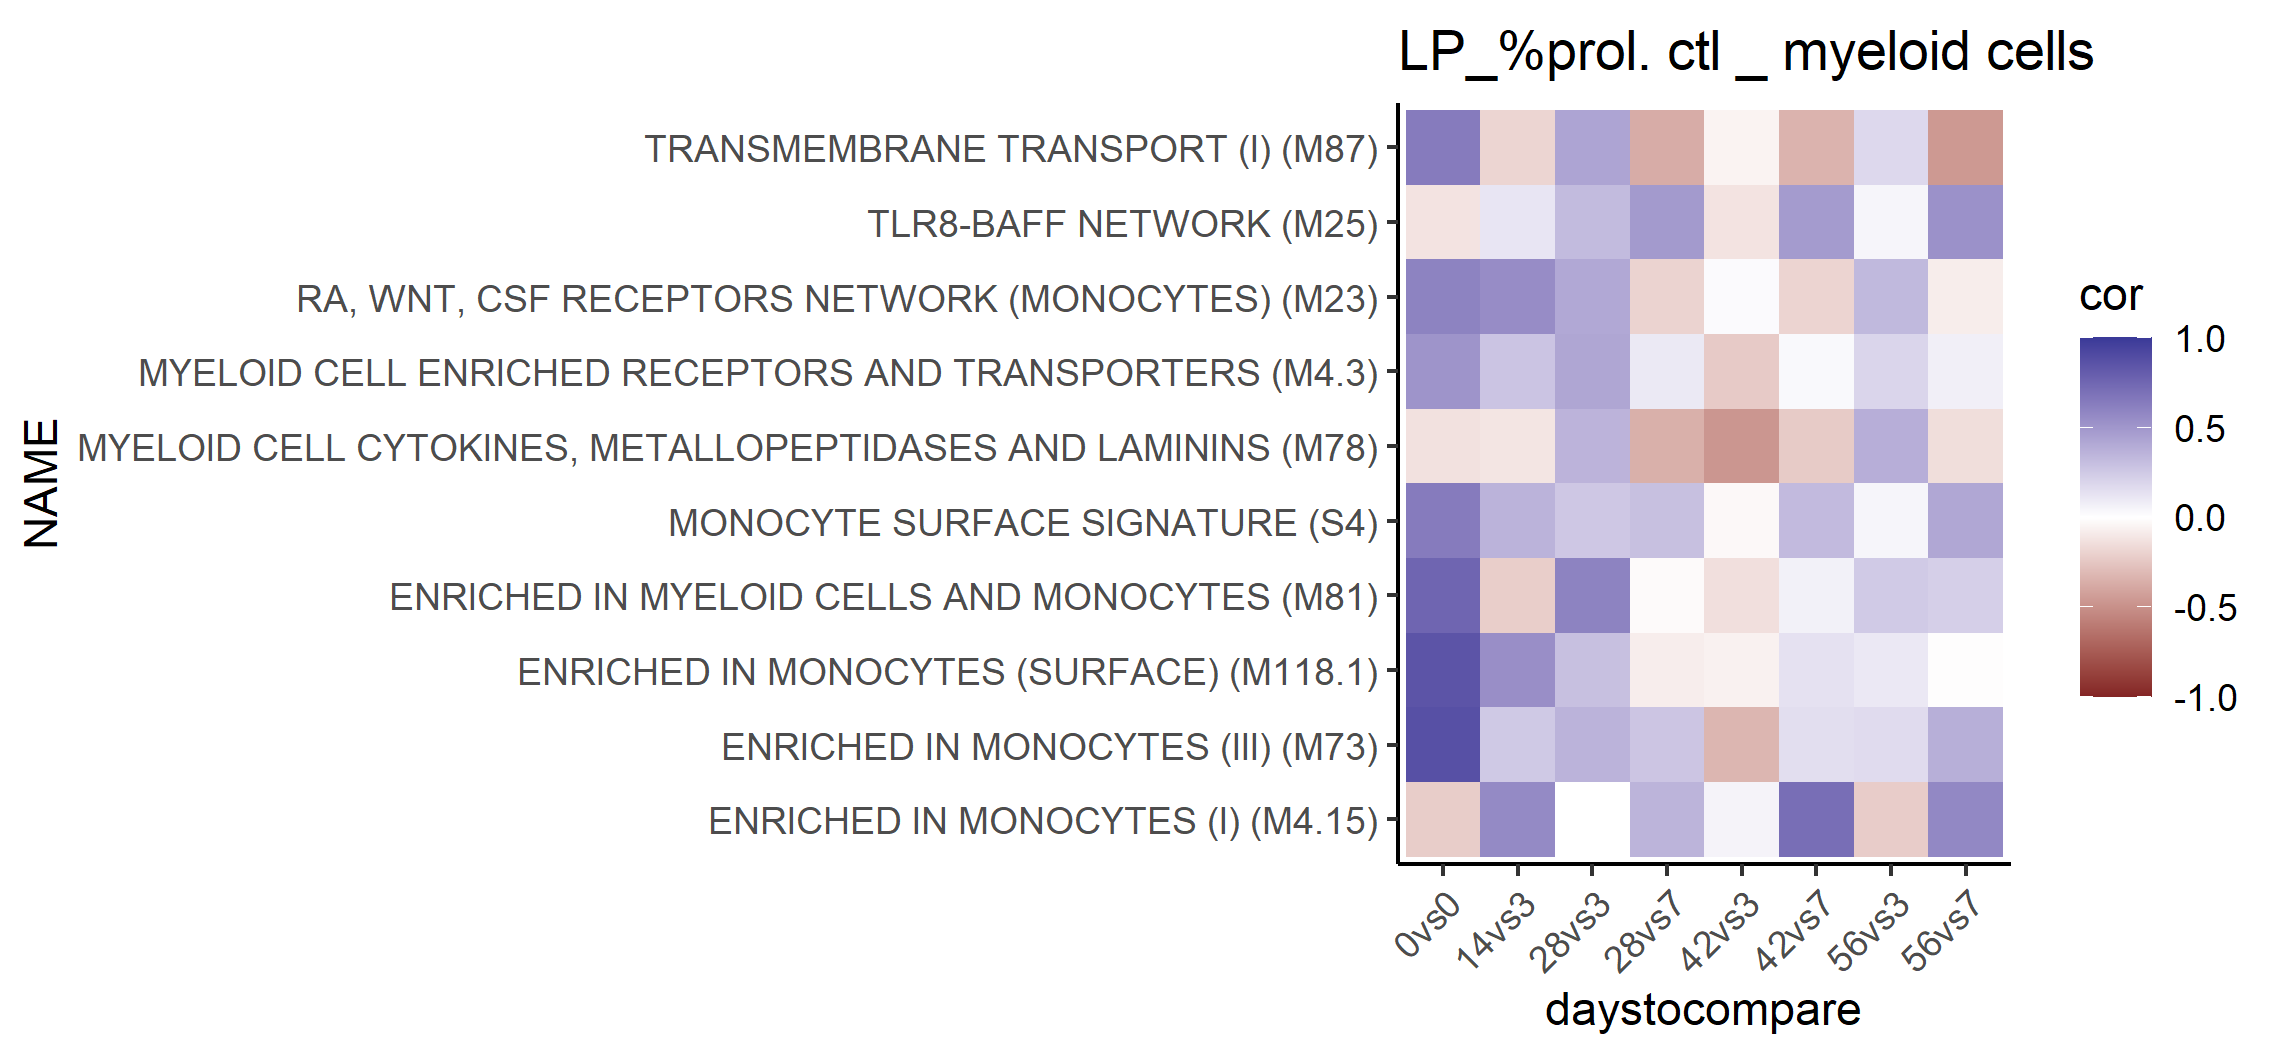 LP_%prol. ctl _ myeloid cells
TRANSMEMBRANE TRANSPORT (I) (M87)
TLR8-BAFF NETWORK (M25)
RA, WNT, CSF RECEPTORS NETWORK (MONOCYTES) (M23)
MYELOID CELL ENRICHED RECEPTORS AND TRANSPORTERS (M4.3)
MYELOID CELL CYTOKINES, METALLOPEPTIDASES AND LAMININS (M78)
MONOCYTE SURFACE SIGNATURE (S4)
ENRICHED IN MYELOID CELLS AND MONOCYTES (M81)
ENRICHED IN MONOCYTES (SURFACE) (M118.1)
ENRICHED IN MONOCYTES (III) (M73)
ENRICHED IN MONOCYTES (I) (M4.15)
NAME
0vs0
14vs3
28vs3
28vs7
42vs3
42vs7
56vs3
56vs7
daystocompare
cor
1.0
0.5
0.0
-0.5
-1.0